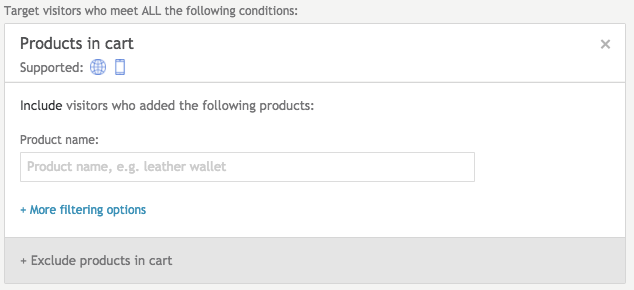 Target visitors who meet ALL the following conditions:
Products in cart
Supported:
Include visitors who added the following products:
Product name:
Product name, e.g. leather wallet
+ More filtering options
+ Exclude products in cart